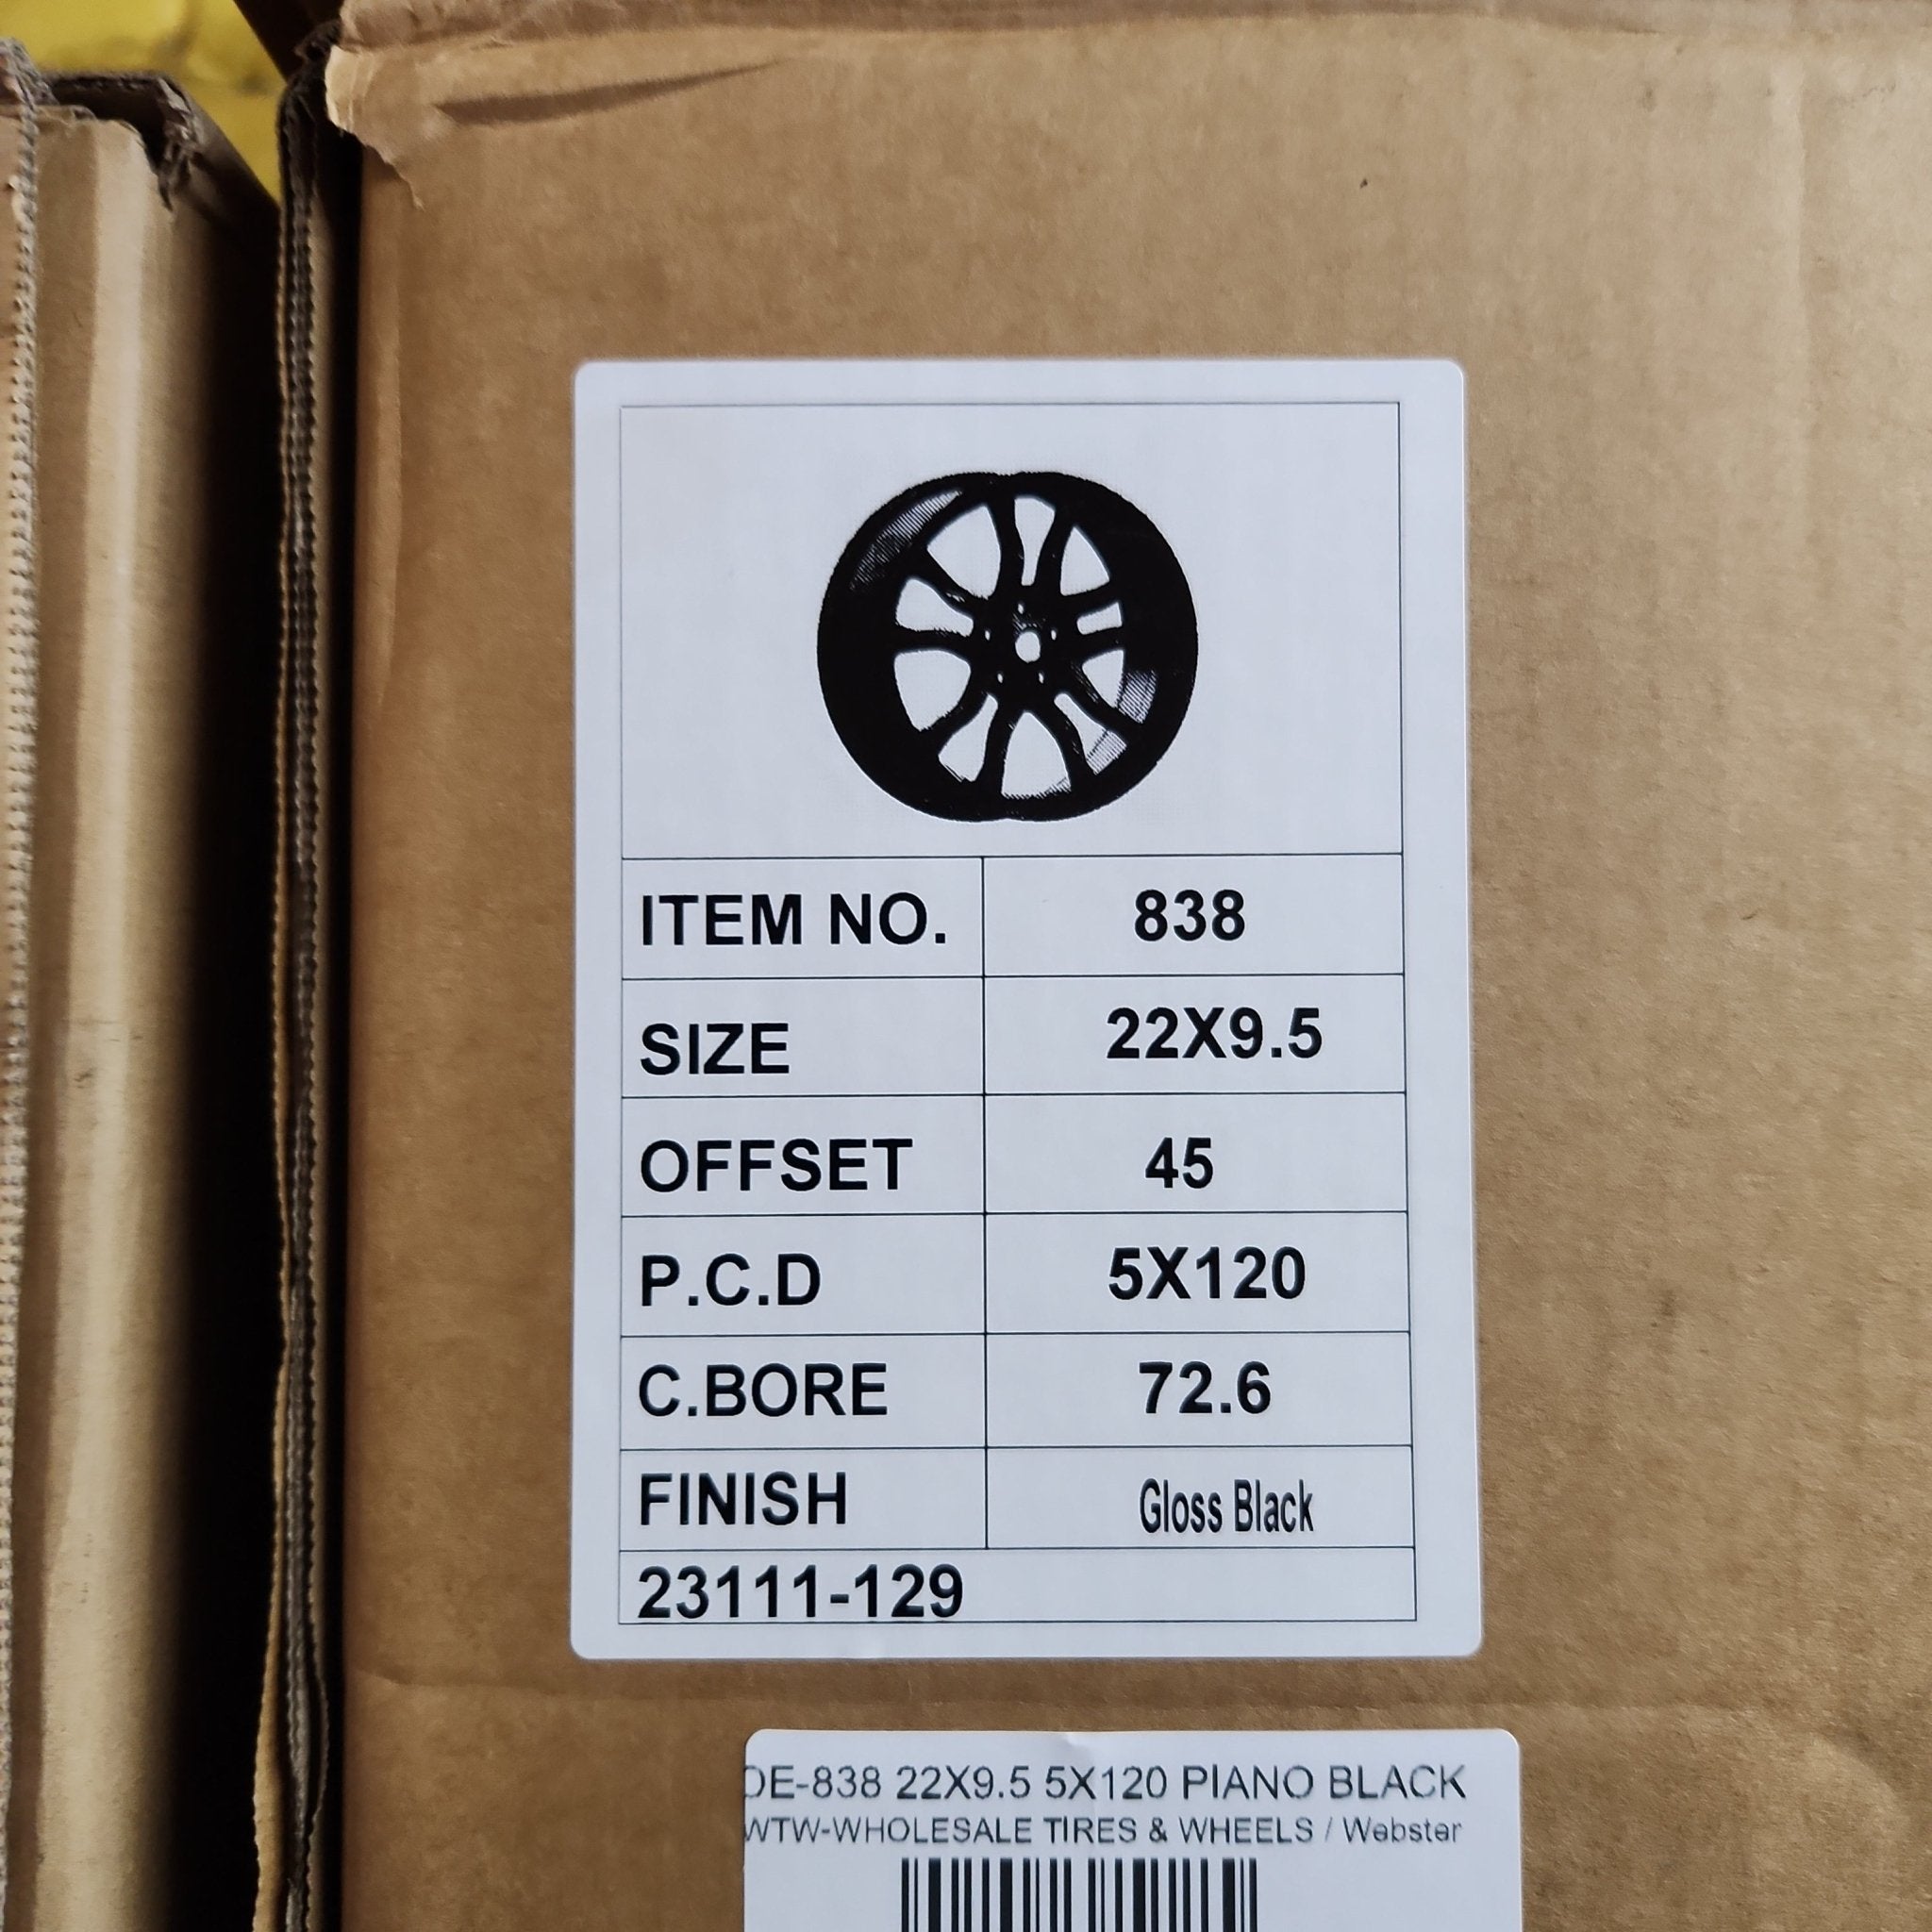 ITEM NO. 838
SIZE 22X9.5
OFFSET 45
P.C.D 5X120
C.BORE 72.6
FINISH Gloss Black
23111-129
OE-838 22X9.5 5X120 PIANO BLACK
WTW-WHOLESALE TIRES & WHEELS / Webster